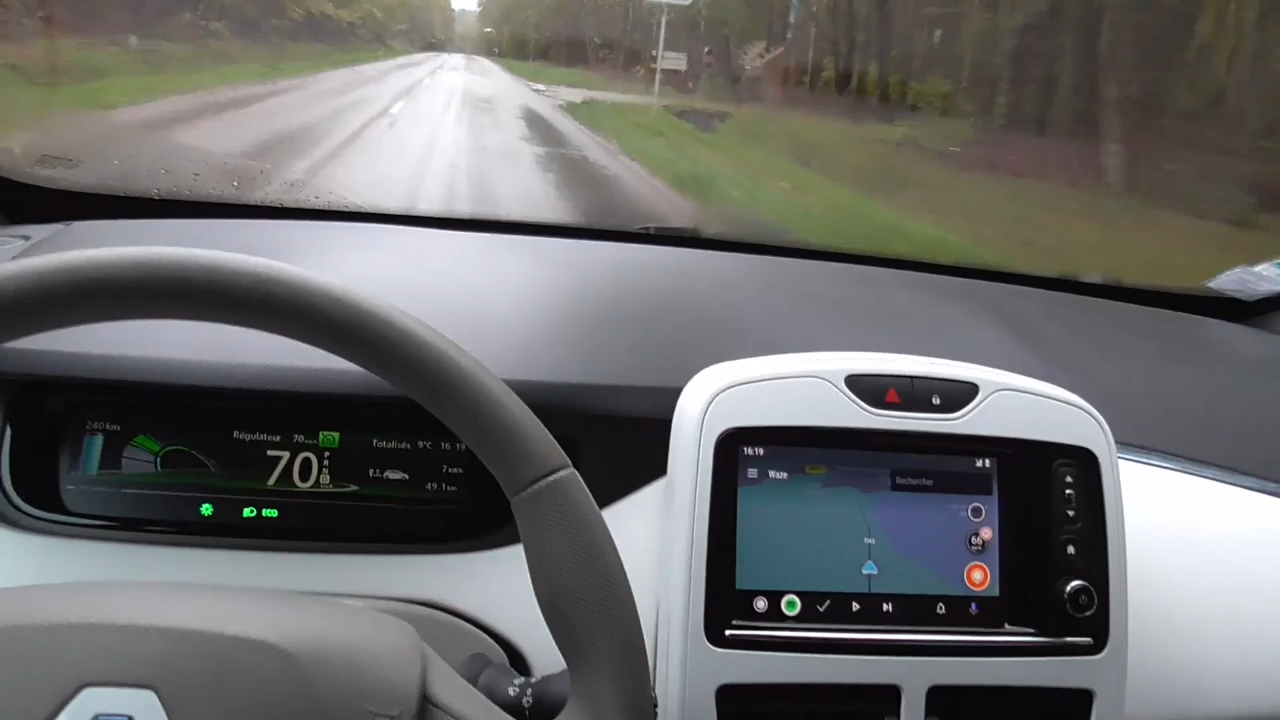 240 km
Régulateur 70 km/h
Totalisés 9°C 16 19
70
P
R
N
D
7 kWh
49.1 km
ECO
16:19
Waze
Rechercher
66